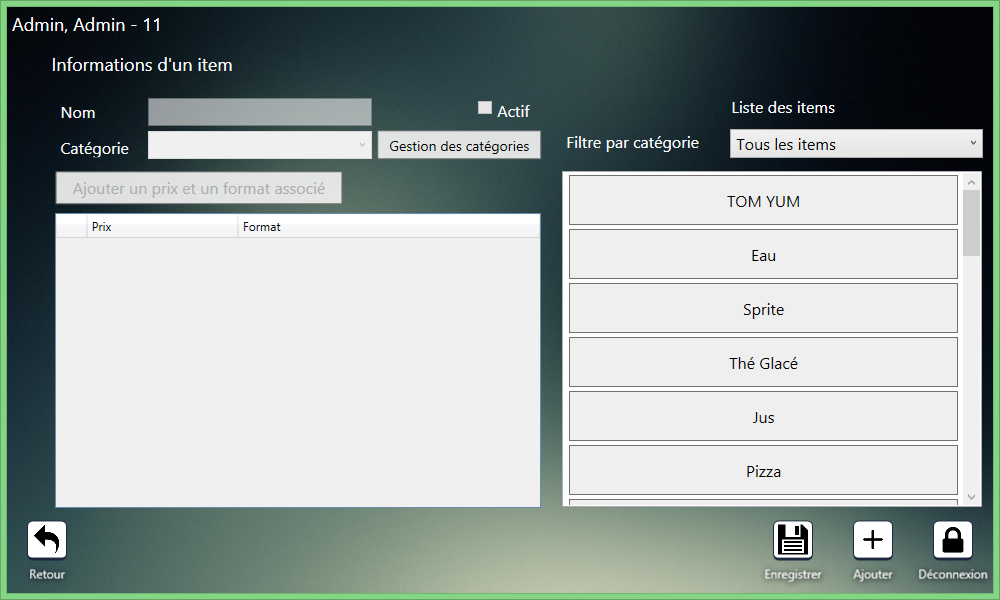 Admin, Admin - 11
Informations d'un item
Nom
Actif
Catégorie
Gestion des catégories
Ajouter un prix et un format associé
Prix
Format
Liste des items
Filtre par catégorie
Tous les items
TOM YUM
Eau
Sprite
Thé Glacé
Jus
Pizza
Retour
Enregistrer
Ajouter
Déconnexion